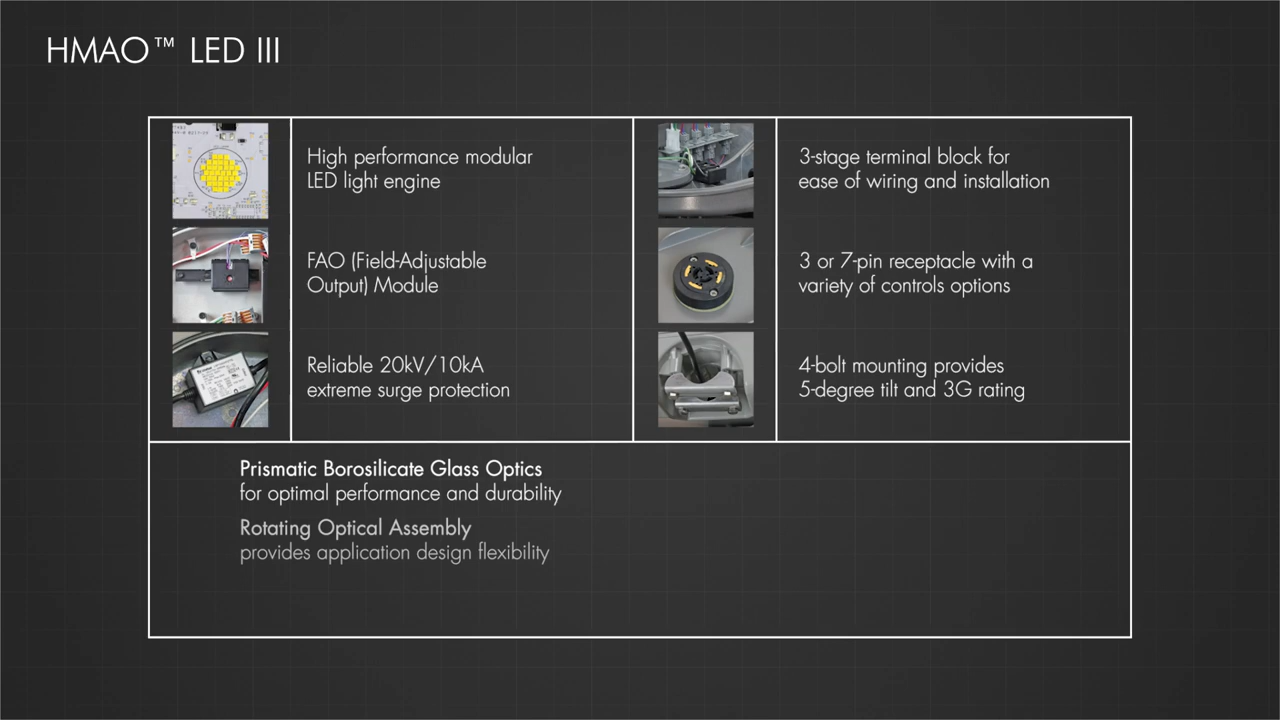 HMAO™ LED III
High performance modular
LED light engine
FAO (Field-Adjustable
Output) Module
Reliable 20kV/10kA
extreme surge protection
3-stage terminal block for
ease of wiring and installation
3 or 7-pin receptacle with a
variety of controls options
4-bolt mounting provides
5-degree tilt and 3G rating
Prismatic Borosilicate Glass Optics
for optimal performance and durability
Rotating Optical Assembly
provides application design flexibility